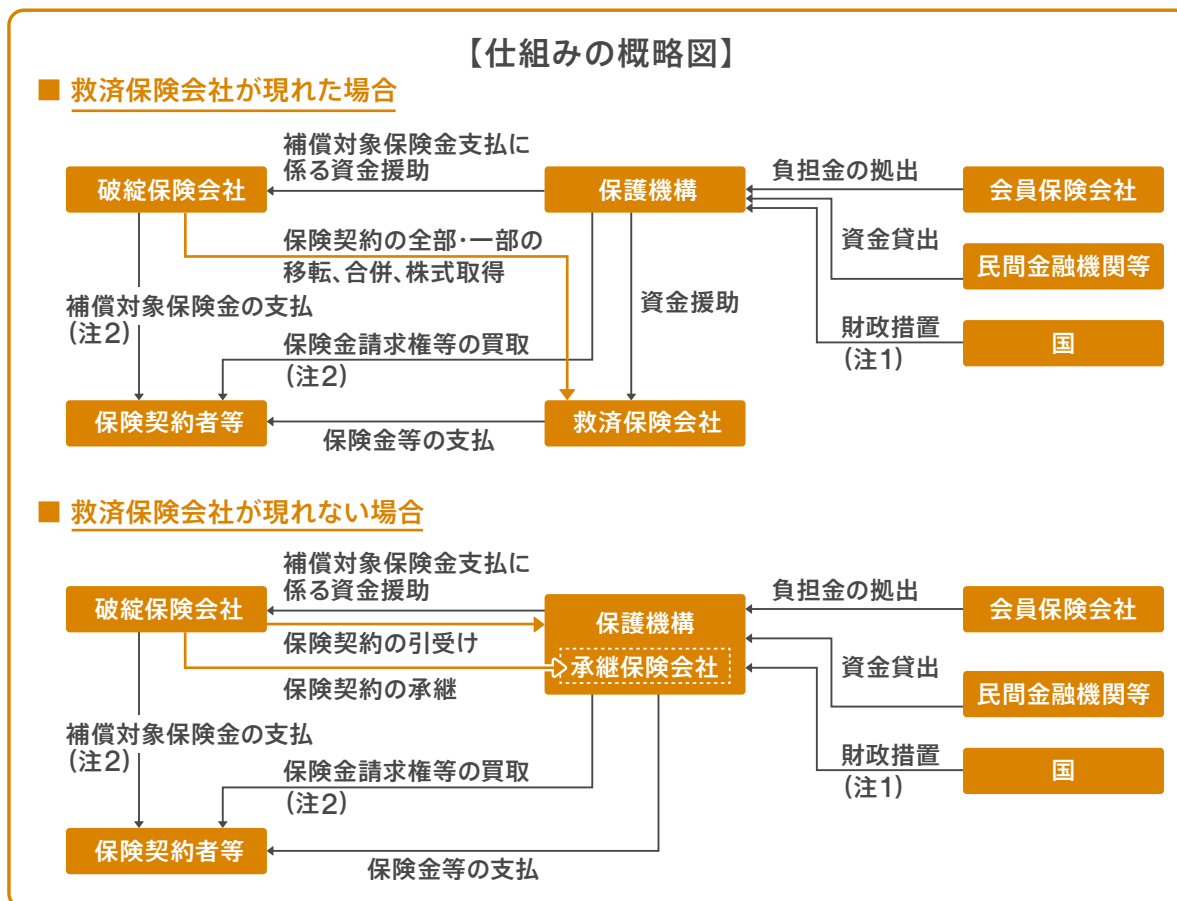 【仕組みの概略図】
■ 救済保険会社が現れた場合
補償対象保険金支払に
係る資金援助
破綻保険会社
保護機構
負担金の拠出
会員保険会社
保険契約の全部・一部の
移転、合併、株式取得
資金貸出
民間金融機関等
補償対象保険金の支払
(注2)
資金援助
財政措置
(注1)
国
保険金請求権等の買取
(注2)
保険契約者等
保険金等の支払
救済保険会社
■ 救済保険会社が現れない場合
補償対象保険金支払に
係る資金援助
破綻保険会社
保護機構
負担金の拠出
会員保険会社
保険契約の引受け
承継保険会社
資金貸出
保険契約の承継
民間金融機関等
補償対象保険金の支払
(注2)
財政措置
(注1)
国
保険金請求権等の買取
(注2)
保険契約者等
保険金等の支払